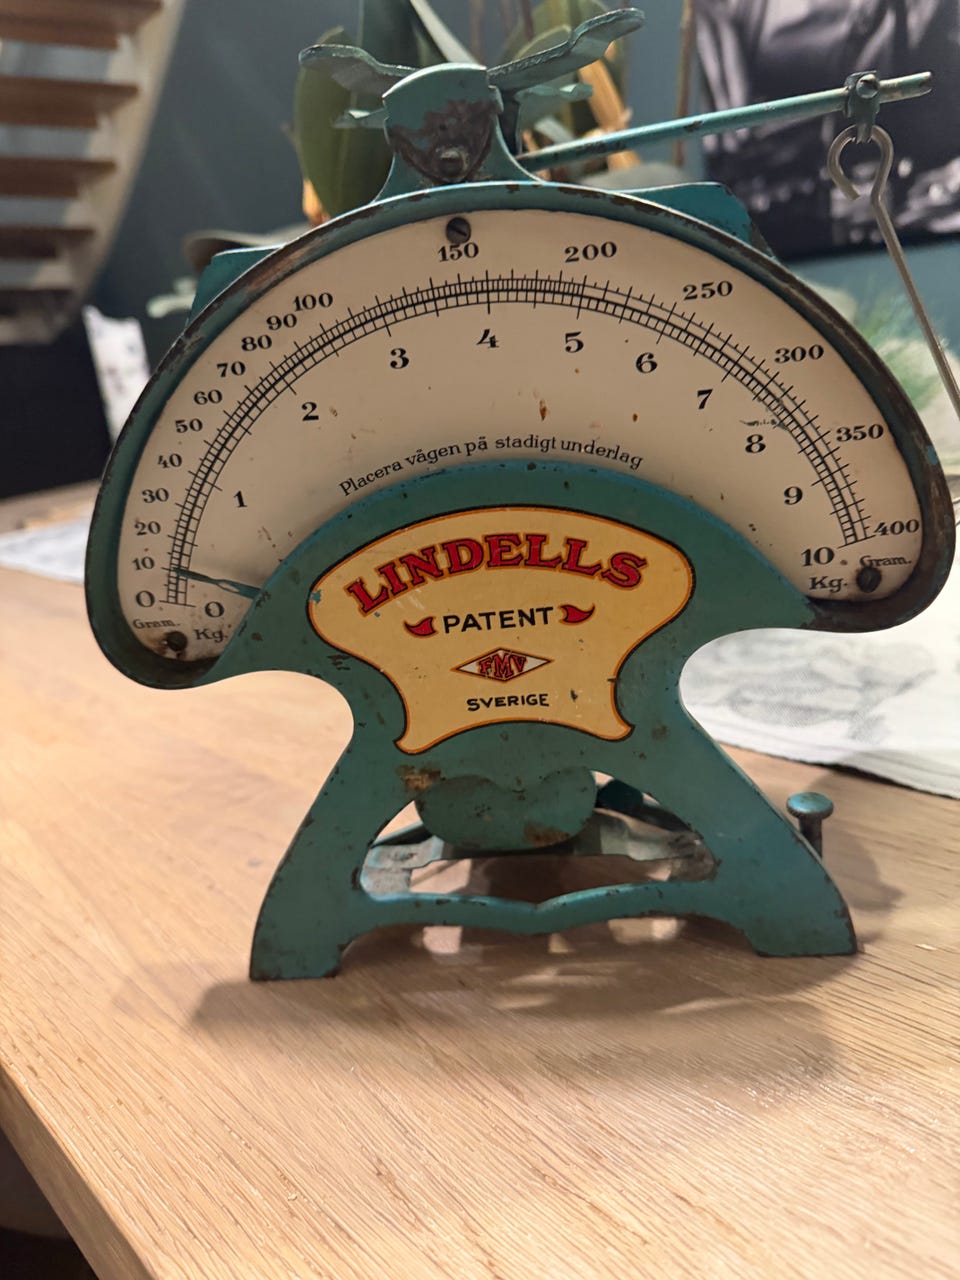 150 200
100 250
90
80 300
70
60
50 350
40
30
20 400
10 Gram.
0
Gram.
4 5
3 6
2 7
8
1 9
0 10
Kg. Kg.
Placera vågen på stadigt underlag
LINDELLS
PATENT
FMV
SVERIGE